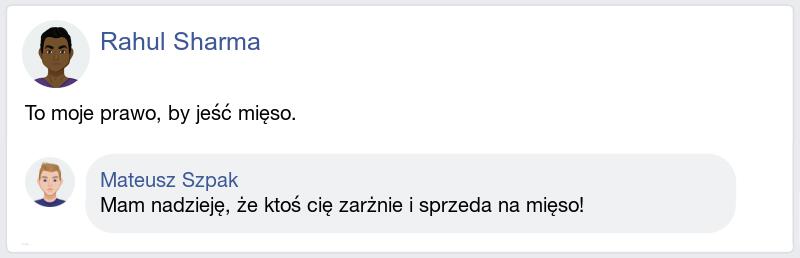 Rahul Sharma
To moje prawo, by jeść mięso.
Mateusz Szpak
Mam nadzieję, że ktoś cię zarżnie i sprzeda na mięso!